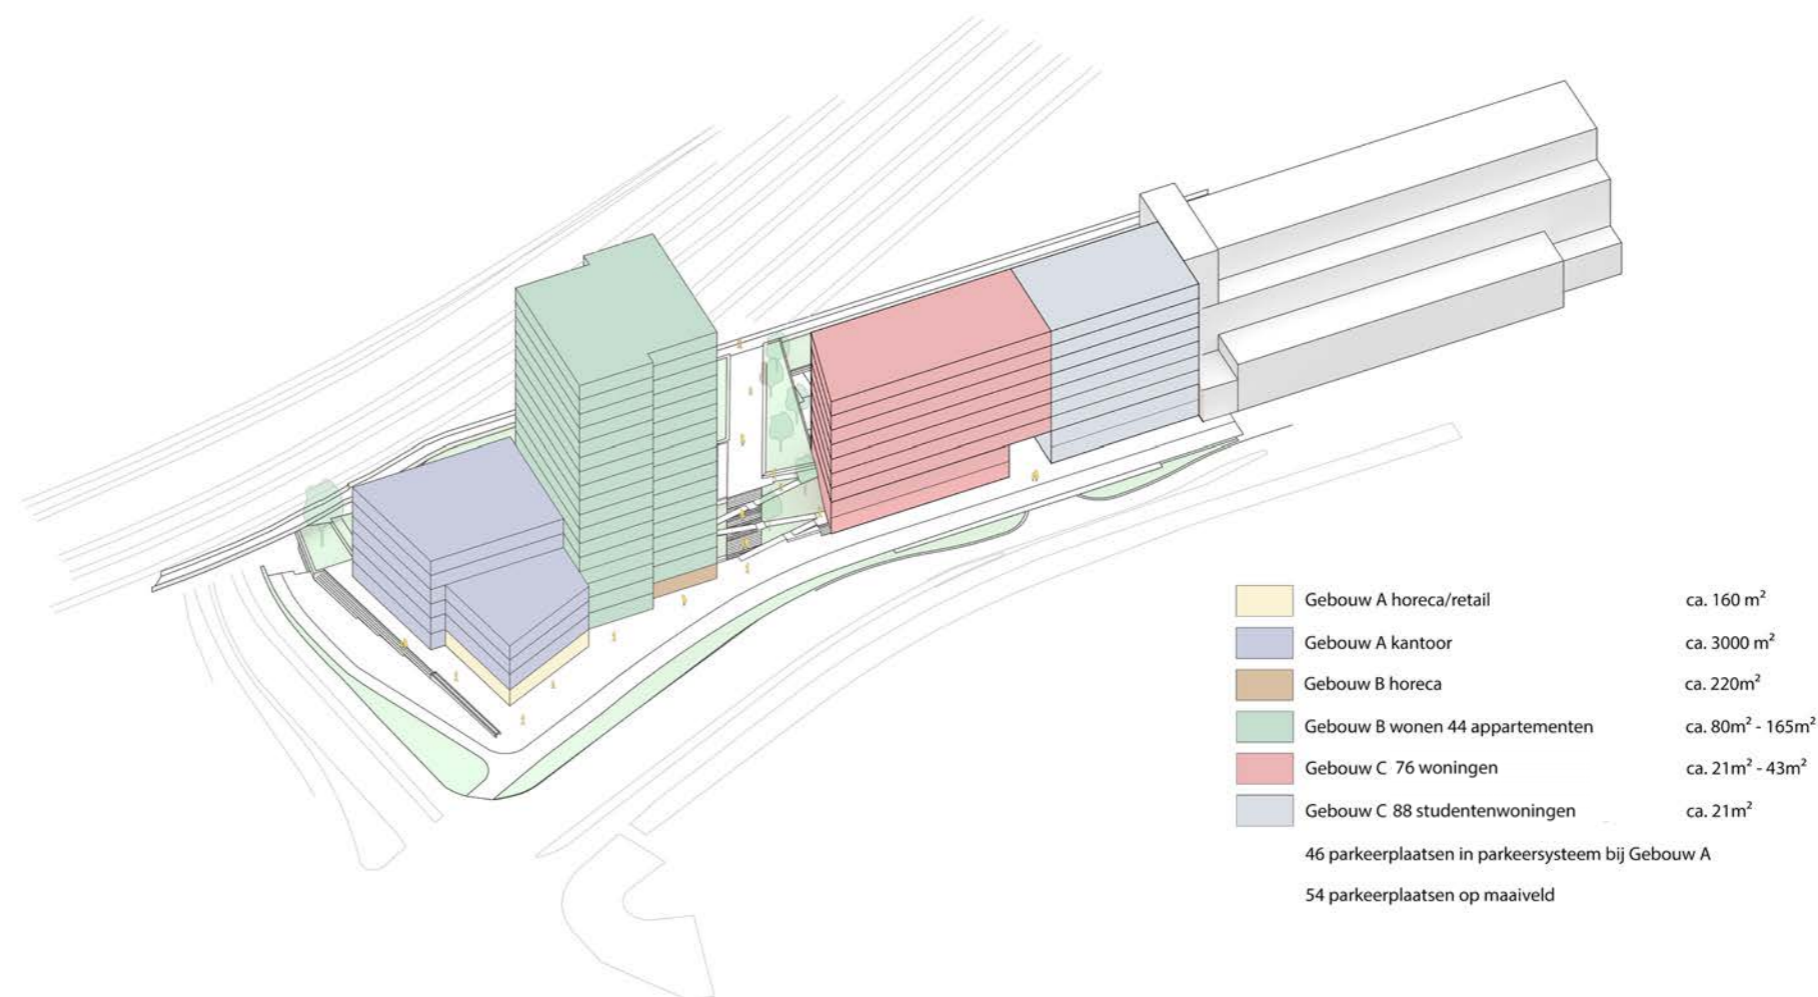 Gebouw A horeca/retail ca. 160 m²
Gebouw A kantoor ca. 3000 m²
Gebouw B horeca ca. 220m²
Gebouw B wonen 44 appartementen ca. 80m² - 165m²
Gebouw C 76 woningen ca. 21m² - 43m²
Gebouw C 88 studentenwoningen ca. 21m²
46 parkeerplaatsen in parkeersysteem bij Gebouw A
54 parkeerplaatsen op maaiveld